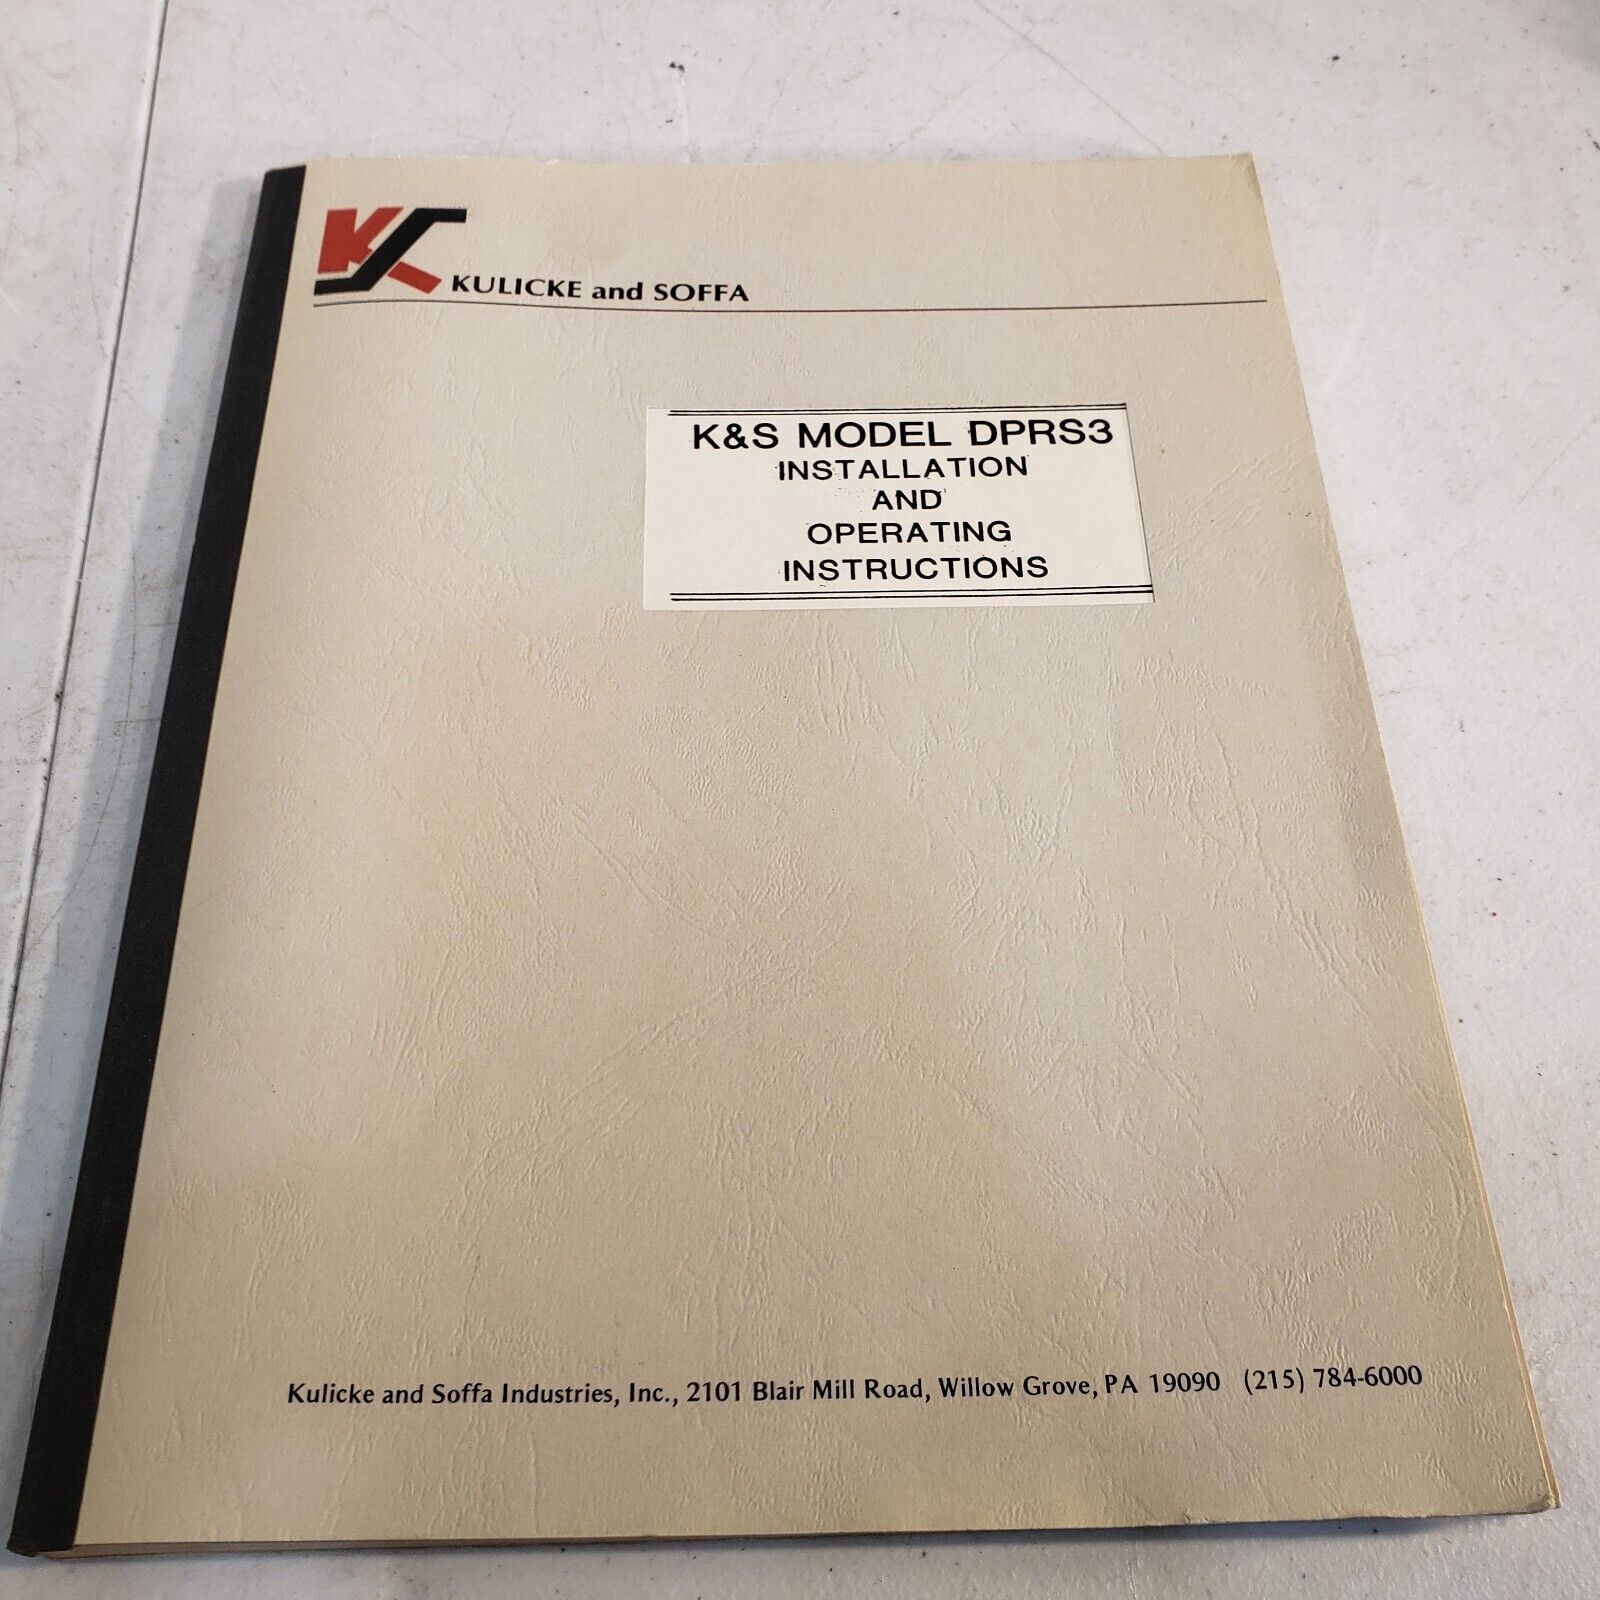 KS
KULICKE and SOFFA
K&S MODEL DPRS3
INSTALLATION
AND
OPERATING
INSTRUCTIONS
Kulicke and Soffa Industries, Inc., 2101 Blair Mill Road, Willow Grove, PA 19090 (215) 784-6000